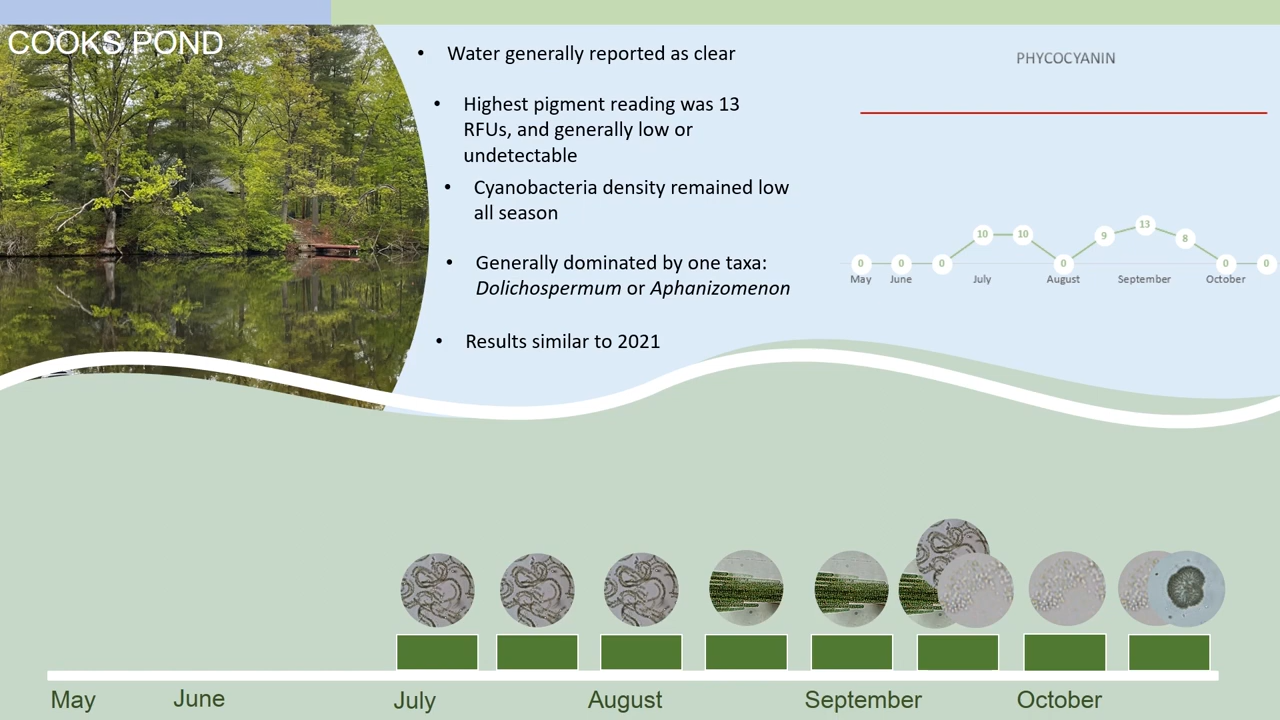 COOKS POND
• Water generally reported as clear
• Highest pigment reading was 13
RFUs, and generally low or
undetectable
• Cyanobacteria density remained low
all season
• Generally dominated by one taxa:
Dolichospermum or Aphanizomenon
• Results similar to 2021
PHYCOCYANIN
0 0 0 10 10 0 9 13 8 0 0
May June July August September October
May June July August September October